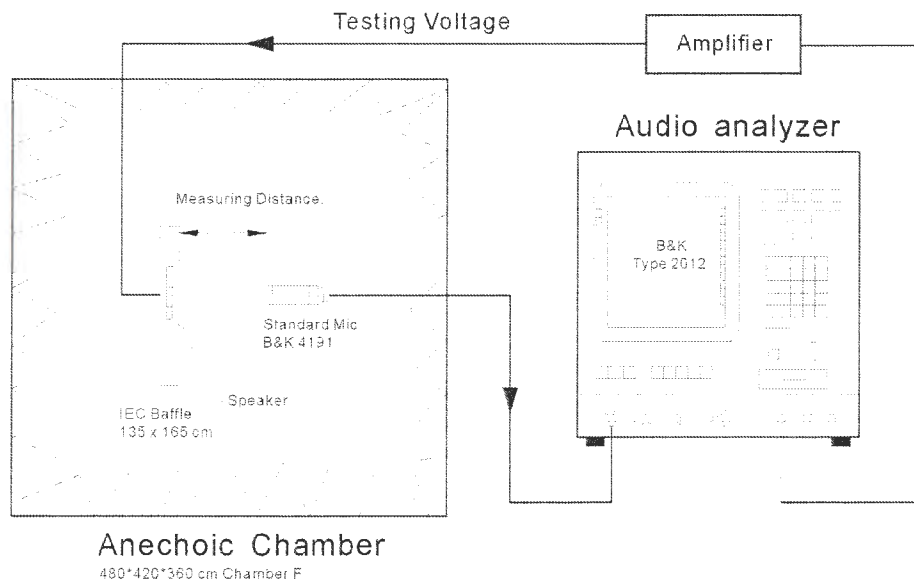 Testing Voltage
Amplifier
Audio analyzer
Measuring Distance.
B&K
Type 2012
Standard Mic
B&K 4191
Speaker
IEC Baffle
135 x 165 cm
Anechoic Chamber
480*420*360 cm Chamber F